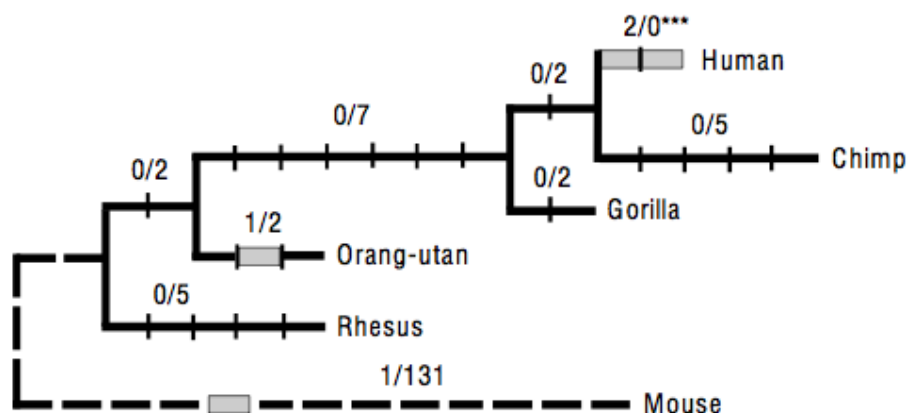 2/0***
Human
0/2
0/7
0/5
Chimp
0/2
0/2
Gorilla
1/2
Orang-utan
0/5
Rhesus
1/131
Mouse